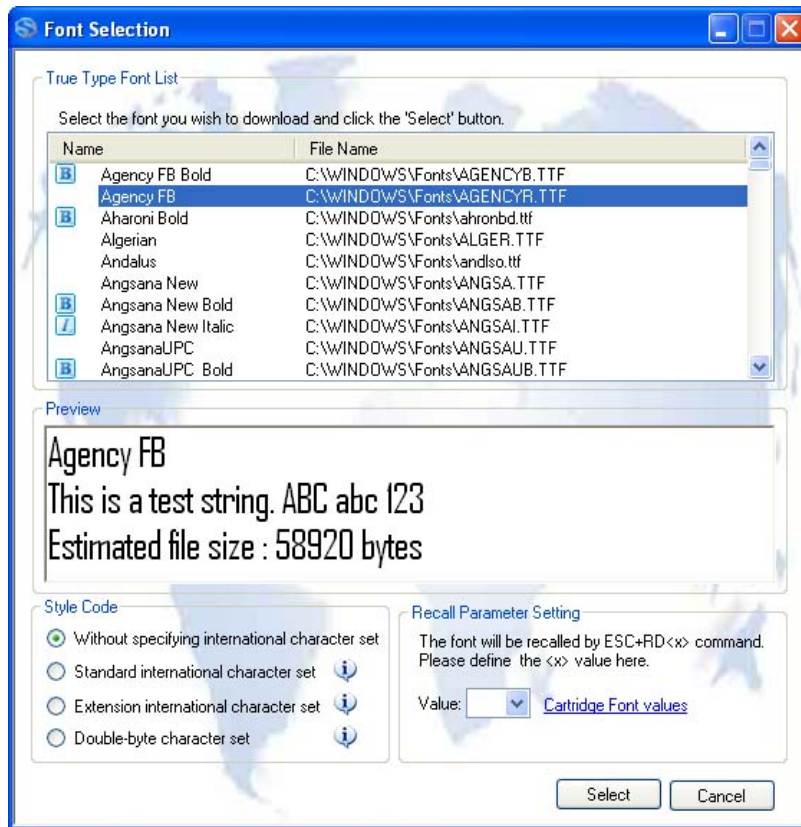 Font Selection
True Type Font List
Select the font you wish to download and click the 'Select' button.
Name File Name
B Agency FB Bold C:\WINDOWS\Fonts\AGENCYB.TTF
Agency FB C:\WINDOWS\Fonts\AGENCYR.TTF
B Aharoni Bold C:\WINDOWS\Fonts\ahronbd.ttf
Algerian C:\WINDOWS\Fonts\ALGER.TTF
Andalus C:\WINDOWS\Fonts\andlso.ttf
Angsana New C:\WINDOWS\Fonts\ANGSA.TTF
B Angsana New Bold C:\WINDOWS\Fonts\ANGSAB.TTF
I Angsana New Italic C:\WINDOWS\Fonts\ANGSAI.TTF
AngsanaUPC C:\WINDOWS\Fonts\ANGSAU.TTF
B AngsanaUPC Bold C:\WINDOWS\Fonts\ANGSAUB.TTF
Preview
Agency FB
This is a test string. ABC abc 123
Estimated file size : 58920 bytes
Style Code
Without specifying international character set
Standard international character set i
Extension international character set i
Double-byte character set i
Recall Parameter Setting
The font will be recalled by ESC+RD<x> command.
Please define the <x> value here.
Value: Cartridge Font values
Select Cancel